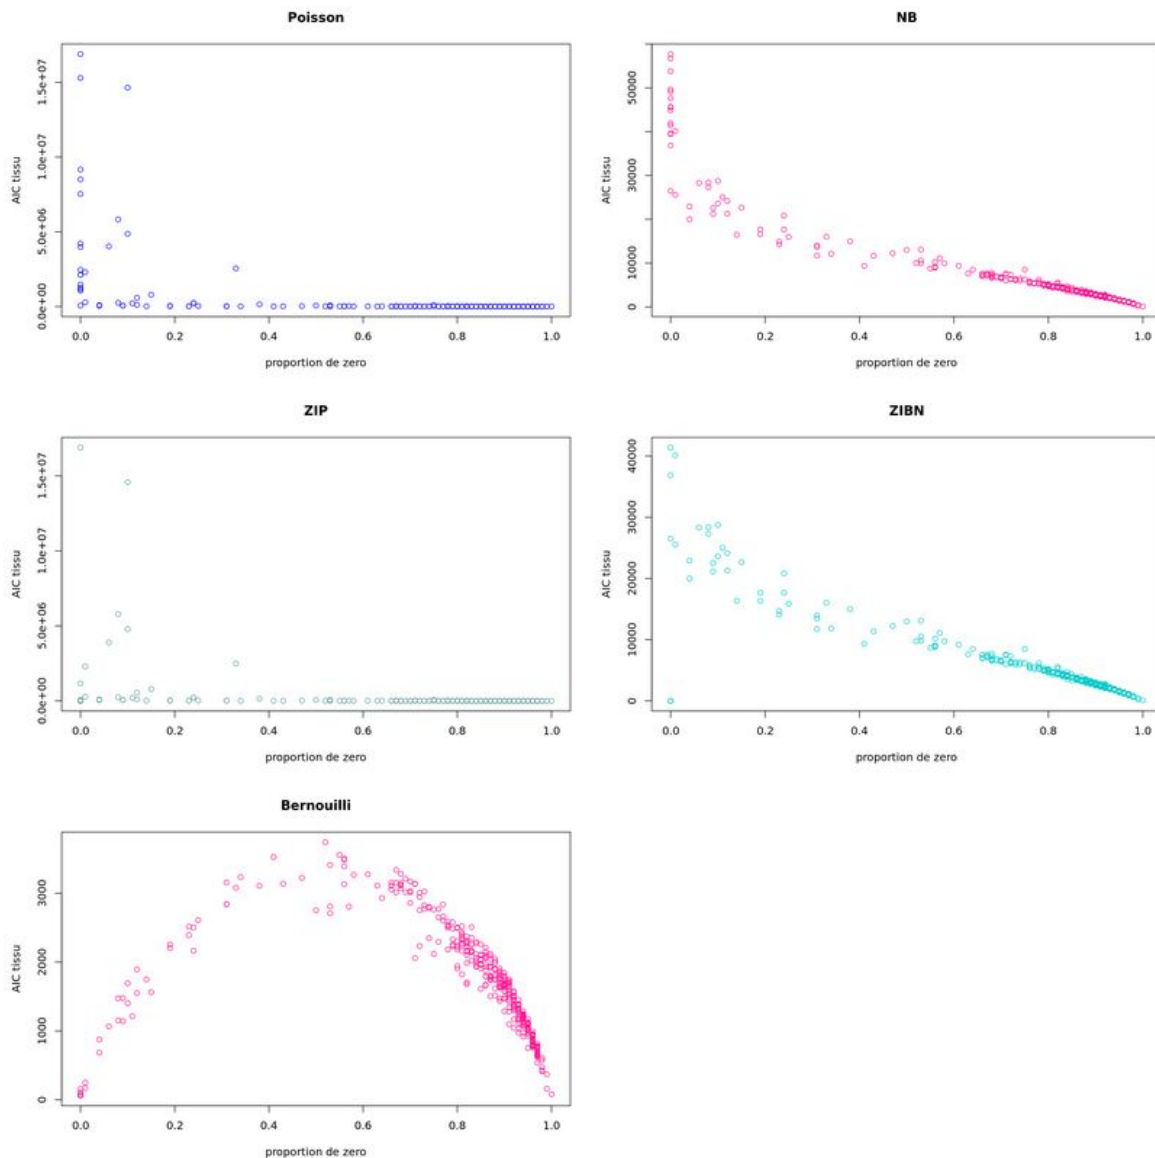 Poisson
AIC tissu
1.5e+07
1.0e+07
5.0e+06
0.0e+00
0.0 0.2 0.4 0.6 0.8 1.0
proportion de zero
NB
AIC tissu
50000
30000
10000
0
0.0 0.2 0.4 0.6 0.8 1.0
proportion de zero
ZIP
AIC tissu
1.5e+07
1.0e+07
5.0e+06
0.0e+00
0.0 0.2 0.4 0.6 0.8 1.0
proportion de zero
ZIBN
AIC tissu
40000
30000
20000
10000
0
0.0 0.2 0.4 0.6 0.8 1.0
proportion de zero
Bernouilli
AIC tissu
3000
2000
1000
0
0.0 0.2 0.4 0.6 0.8 1.0
proportion de zero